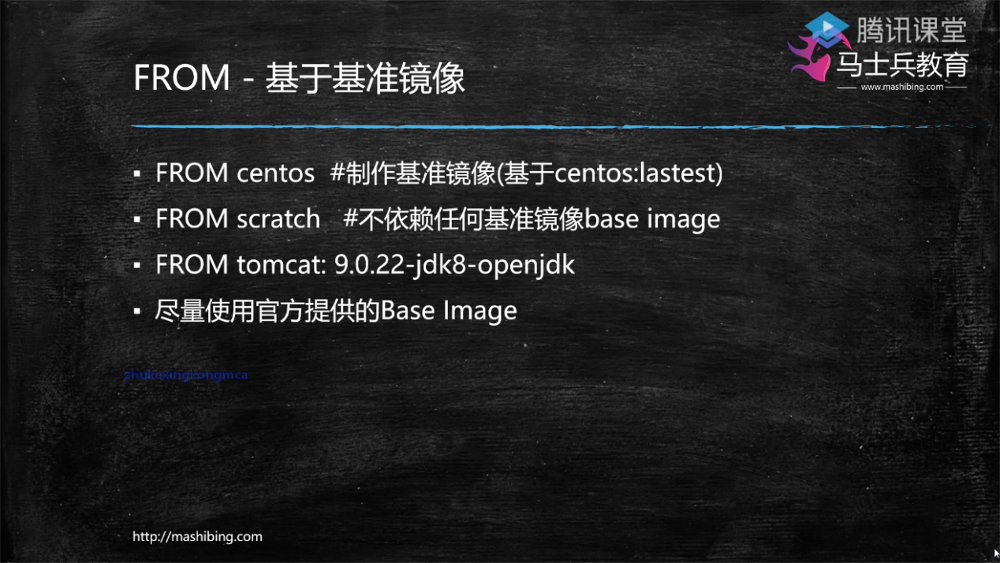 腾讯课堂
马士兵教育
www.mashibing.com
FROM - 基于基准镜像
▪ FROM centos #制作基准镜像(基于centos:lastest)
▪ FROM scratch #不依赖任何基准镜像base image
▪ FROM tomcat: 9.0.22-jdk8-openjdk
▪ 尽量使用官方提供的Base Image
zhukexingkongmca
http://mashibing.com